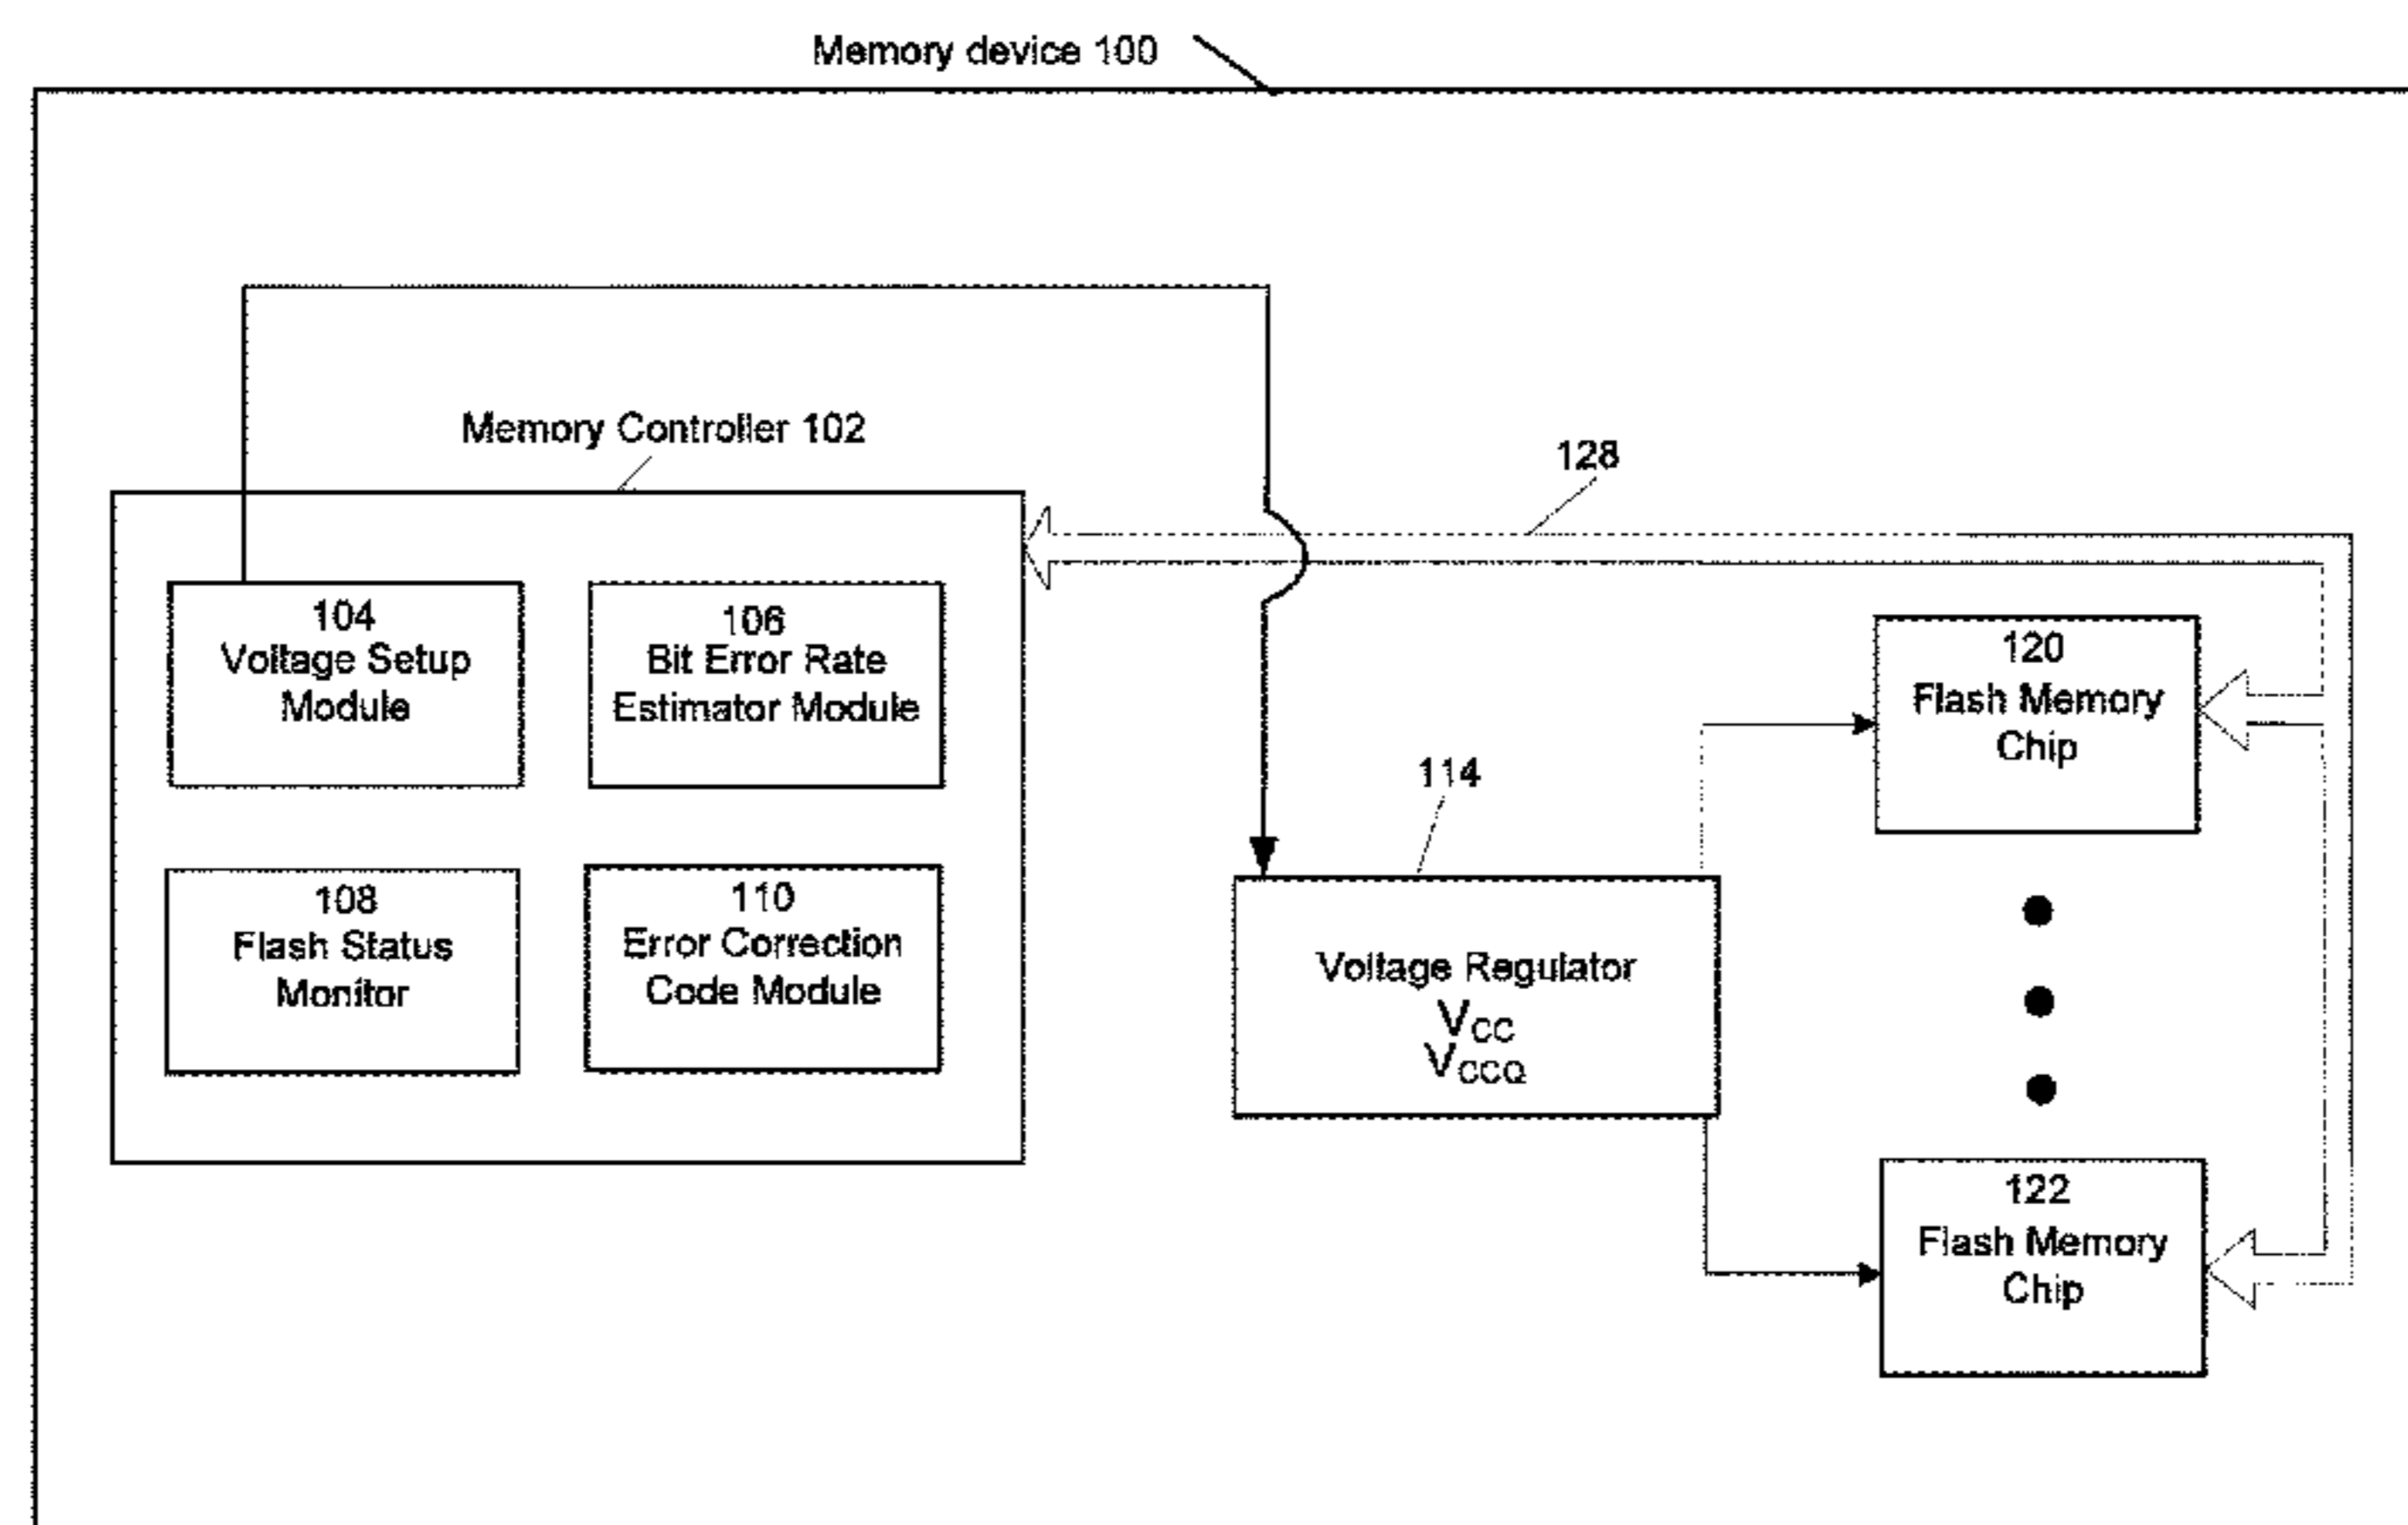 Memory device 100
Memory Controller 102
128
104
Voltage Setup
Module
106
Bit Error Rate
Estimator Module
108
Flash Status
Monitor
110
Error Correction
Code Module
114
Voltage Regulator
VCC
VCCQ
120
Flash Memory
Chip
122
Flash Memory
Chip